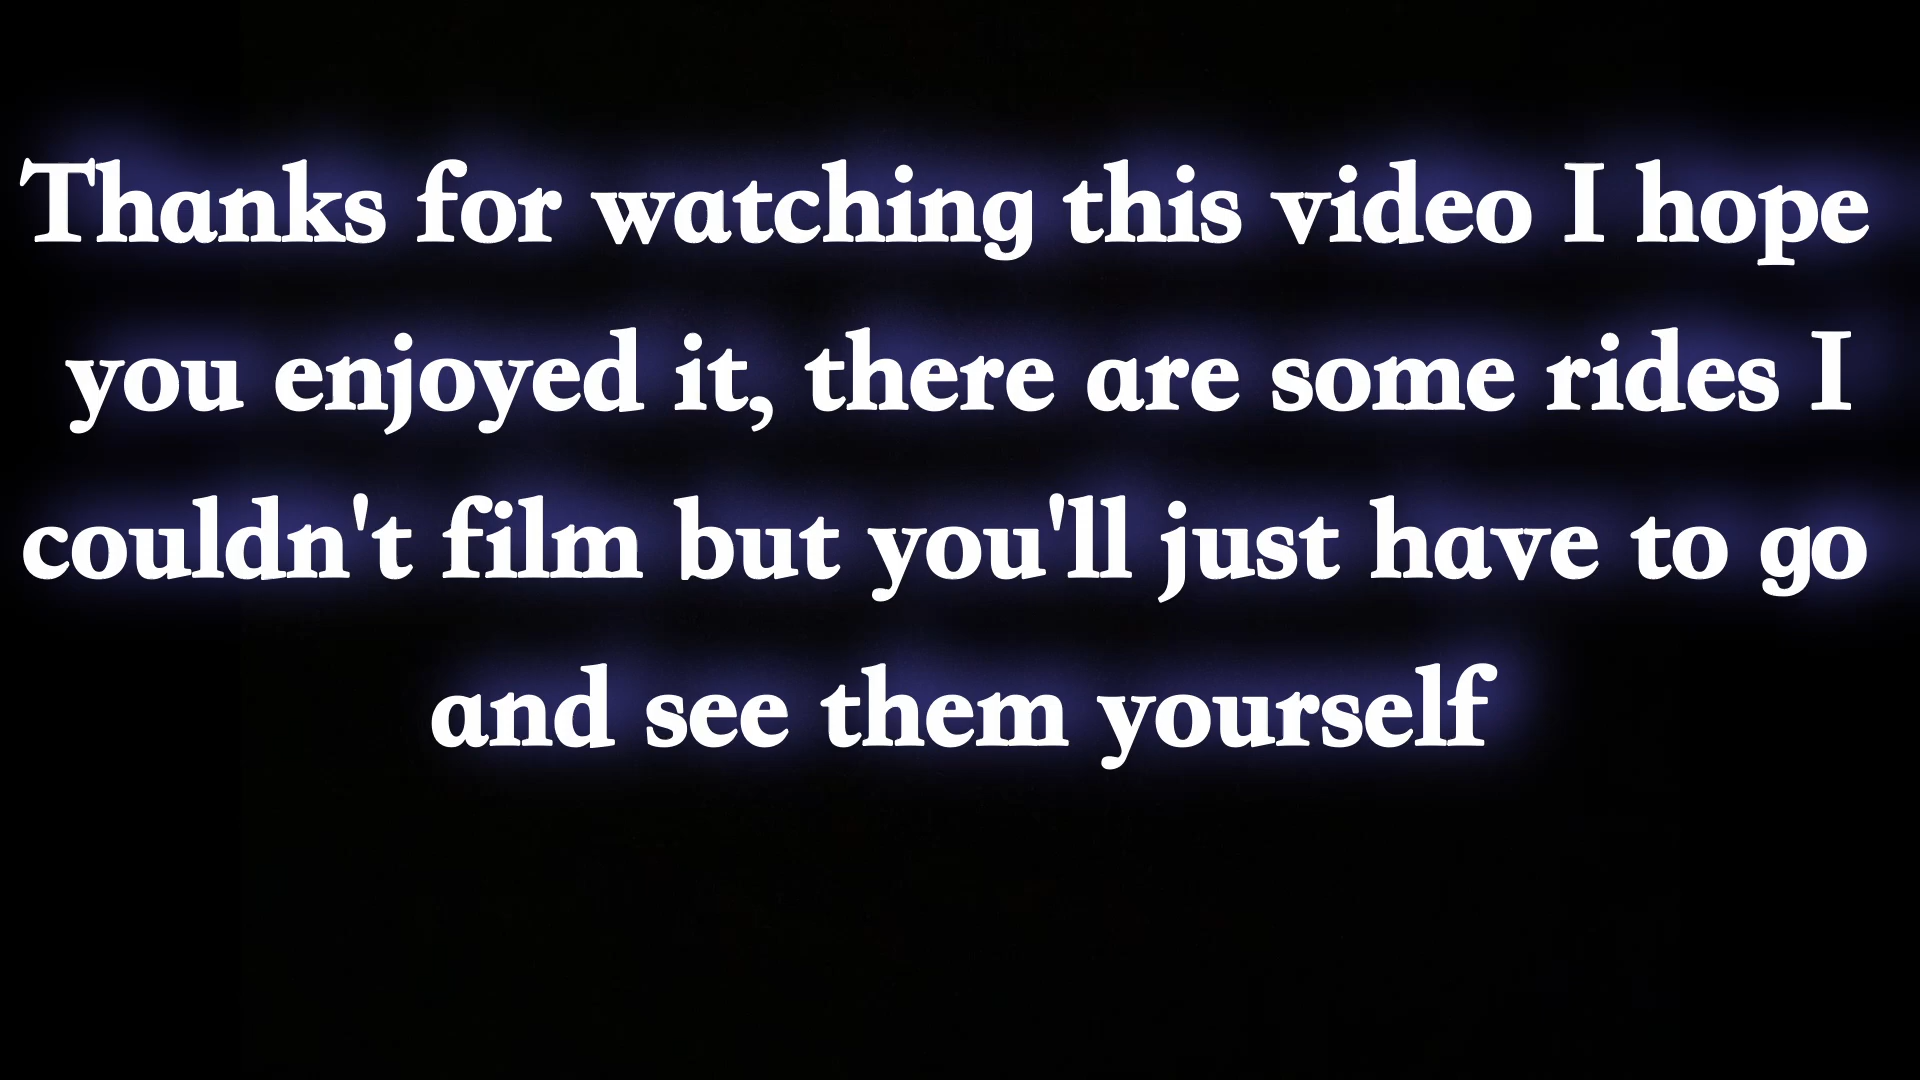 Thanks for watching this video I hope
you enjoyed it, there are some rides I
couldn't film but you'll just have to go
and see them yourself